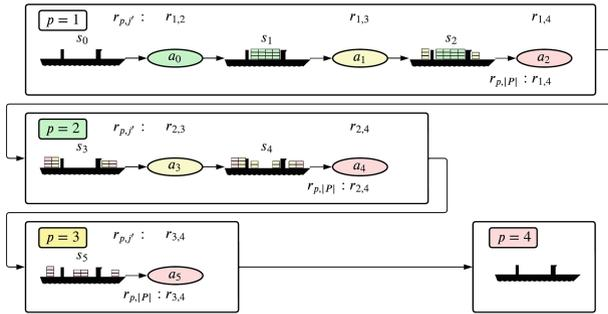 p = 1 r_{p,j'} : r_{1,2} r_{1,3} r_{1,4}
s_0 s_1 s_2
a_0 a_1 a_2
r_{p,|P|} : r_{1,4}
p = 2 r_{p,j'} : r_{2,3} r_{2,4}
s_3 s_4
a_3 a_4
r_{p,|P|} : r_{2,4}
p = 3 r_{p,j'} : r_{3,4} p = 4
s_5
a_5
r_{p,|P|} : r_{3,4}